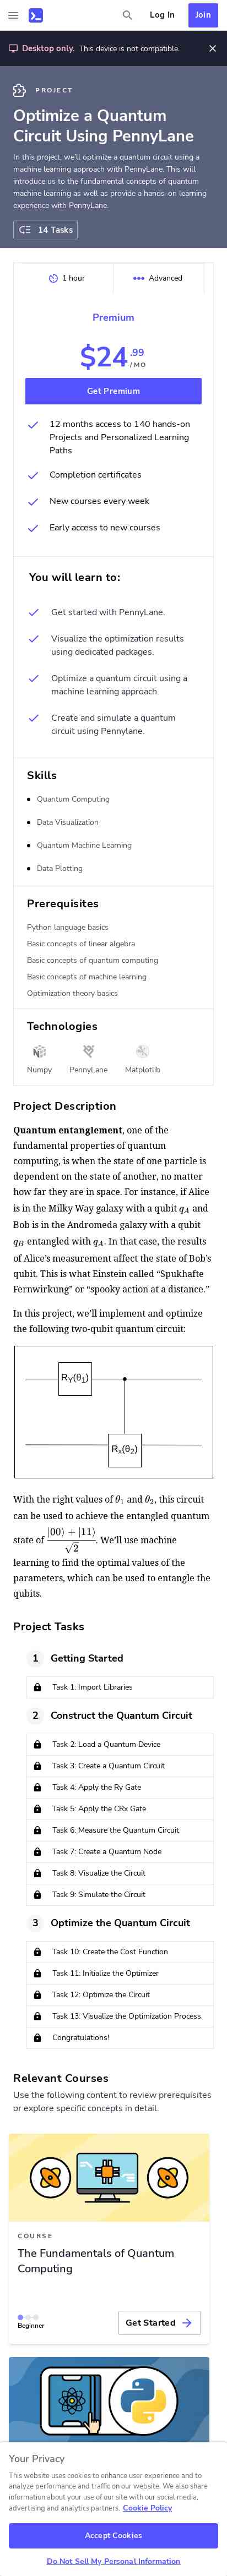 Log In
Join
Desktop only. This device is not compatible.
PROJECT
Optimize a Quantum
Circuit Using PennyLane
In this project, we'll optimize a quantum circuit using a
machine learning approach with PennyLane. This will
introduce us to the fundamental concepts of quantum
machine learning as well as provide a hands-on learning
experience with PennyLane.
14 Tasks
1 hour
Advanced
Premium
$24.99
/ MO
Get Premium
12 months access to 140 hands-on
Projects and Personalized Learning
Paths
Completion certificates
New courses every week
Early access to new courses
You will learn to:
Get started with PennyLane.
Visualize the optimization results
using dedicated packages.
Optimize a quantum circuit using a
machine learning approach.
Create and simulate a quantum
circuit using Pennylane.
Skills
Quantum Computing
Data Visualization
Quantum Machine Learning
Data Plotting
Prerequisites
Python language basics
Basic concepts of linear algebra
Basic concepts of quantum computing
Basic concepts of machine learning
Optimization theory basics
Technologies
Numpy
PennyLane
Matplotlib
Project Description
Quantum entanglement, one of the
fundamental properties of quantum
computing, is when the state of one particle is
dependent on the state of another, no matter
how far they are in space. For instance, if Alice
is in the Milky Way galaxy with a qubit qA and
Bob is in the Andromeda galaxy with a qubit
qB entangled with qA. In that case, the results
of Alice's measurement affect the state of Bob's
qubit. This is what Einstein called “Spukhafte
Fernwirkung” or “spooky action at a distance.”
In this project, we'll implement and optimize
the following two-qubit quantum circuit:
RY(θ1)
Rx(θ2)
With the right values of θ1 and θ2, this circuit
can be used to achieve the entangled quantum
state of |00⟩ + |11⟩ / √2. We'll use machine
learning to find the optimal values of the
parameters, which can be used to entangle the
qubits.
Project Tasks
1 Getting Started
Task 1: Import Libraries
2 Construct the Quantum Circuit
Task 2: Load a Quantum Device
Task 3: Create a Quantum Circuit
Task 4: Apply the Ry Gate
Task 5: Apply the CRx Gate
Task 6: Measure the Quantum Circuit
Task 7: Create a Quantum Node
Task 8: Visualize the Circuit
Task 9: Simulate the Circuit
3 Optimize the Quantum Circuit
Task 10: Create the Cost Function
Task 11: Initialize the Optimizer
Task 12: Optimize the Circuit
Task 13: Visualize the Optimization Process
Congratulations!
Relevant Courses
Use the following content to review prerequisites
or explore specific concepts in detail.
COURSE
The Fundamentals of Quantum
Computing
Beginner
Get Started
Your Privacy
This website uses cookies to enhance user experience and to
analyze performance and traffic on our website. We also share
information about your use of our site with our social media,
advertising and analytics partners. Cookie Policy
Accept Cookies
Do Not Sell My Personal Information